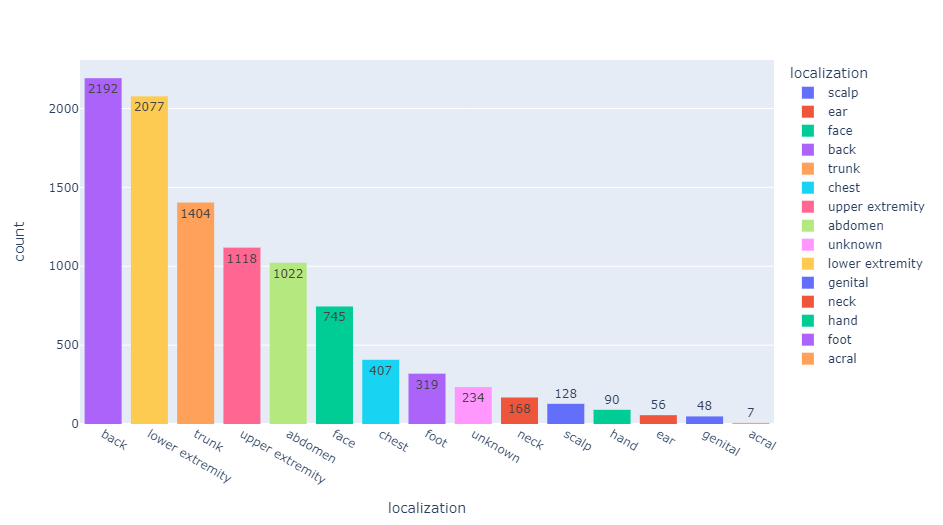 localization
scalp
ear
face
back
trunk
chest
upper extremity
abdomen
unknown
lower extremity
genital
neck
hand
foot
acral
count
2000
1500
1000
500
0
2192
2077
1404
1118
1022
745
407
319
234
168
128
90
56
48
7
back
lower extremity
trunk
upper extremity
abdomen
face
chest
foot
unknown
neck
scalp
hand
ear
genital
acral
localization